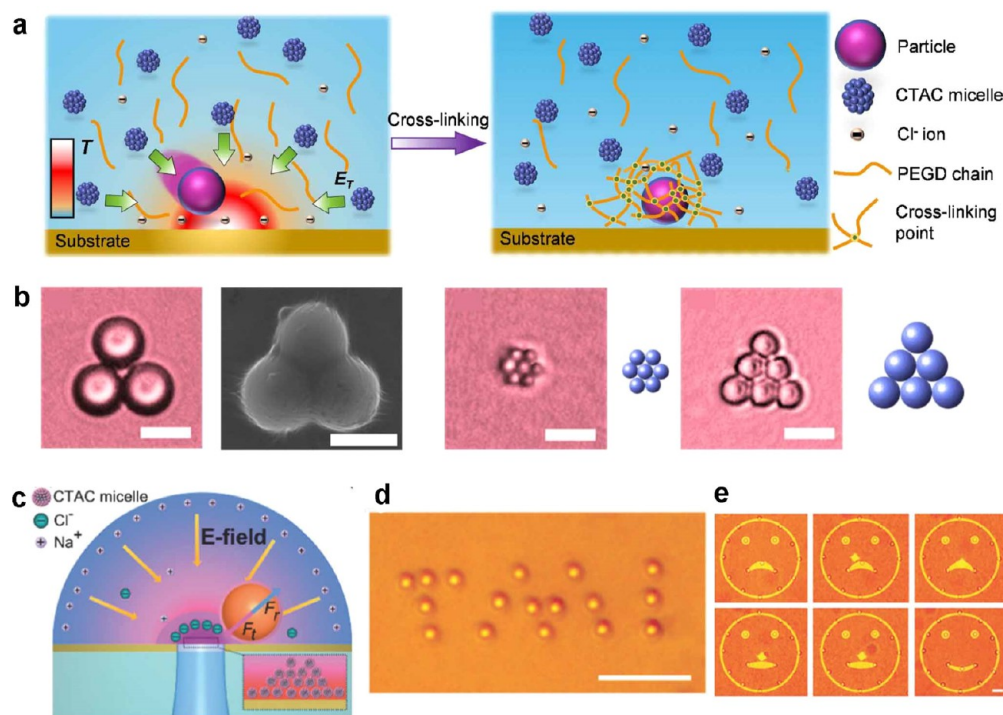 a
T
E_T
Substrate
Cross-linking
Substrate
Particle
CTAC micelle
Cl⁻ ion
PEGD chain
Cross-linking
point
b
c
CTAC micelle
Cl⁻
Na⁺
E-field
F_r
F_t
d
e